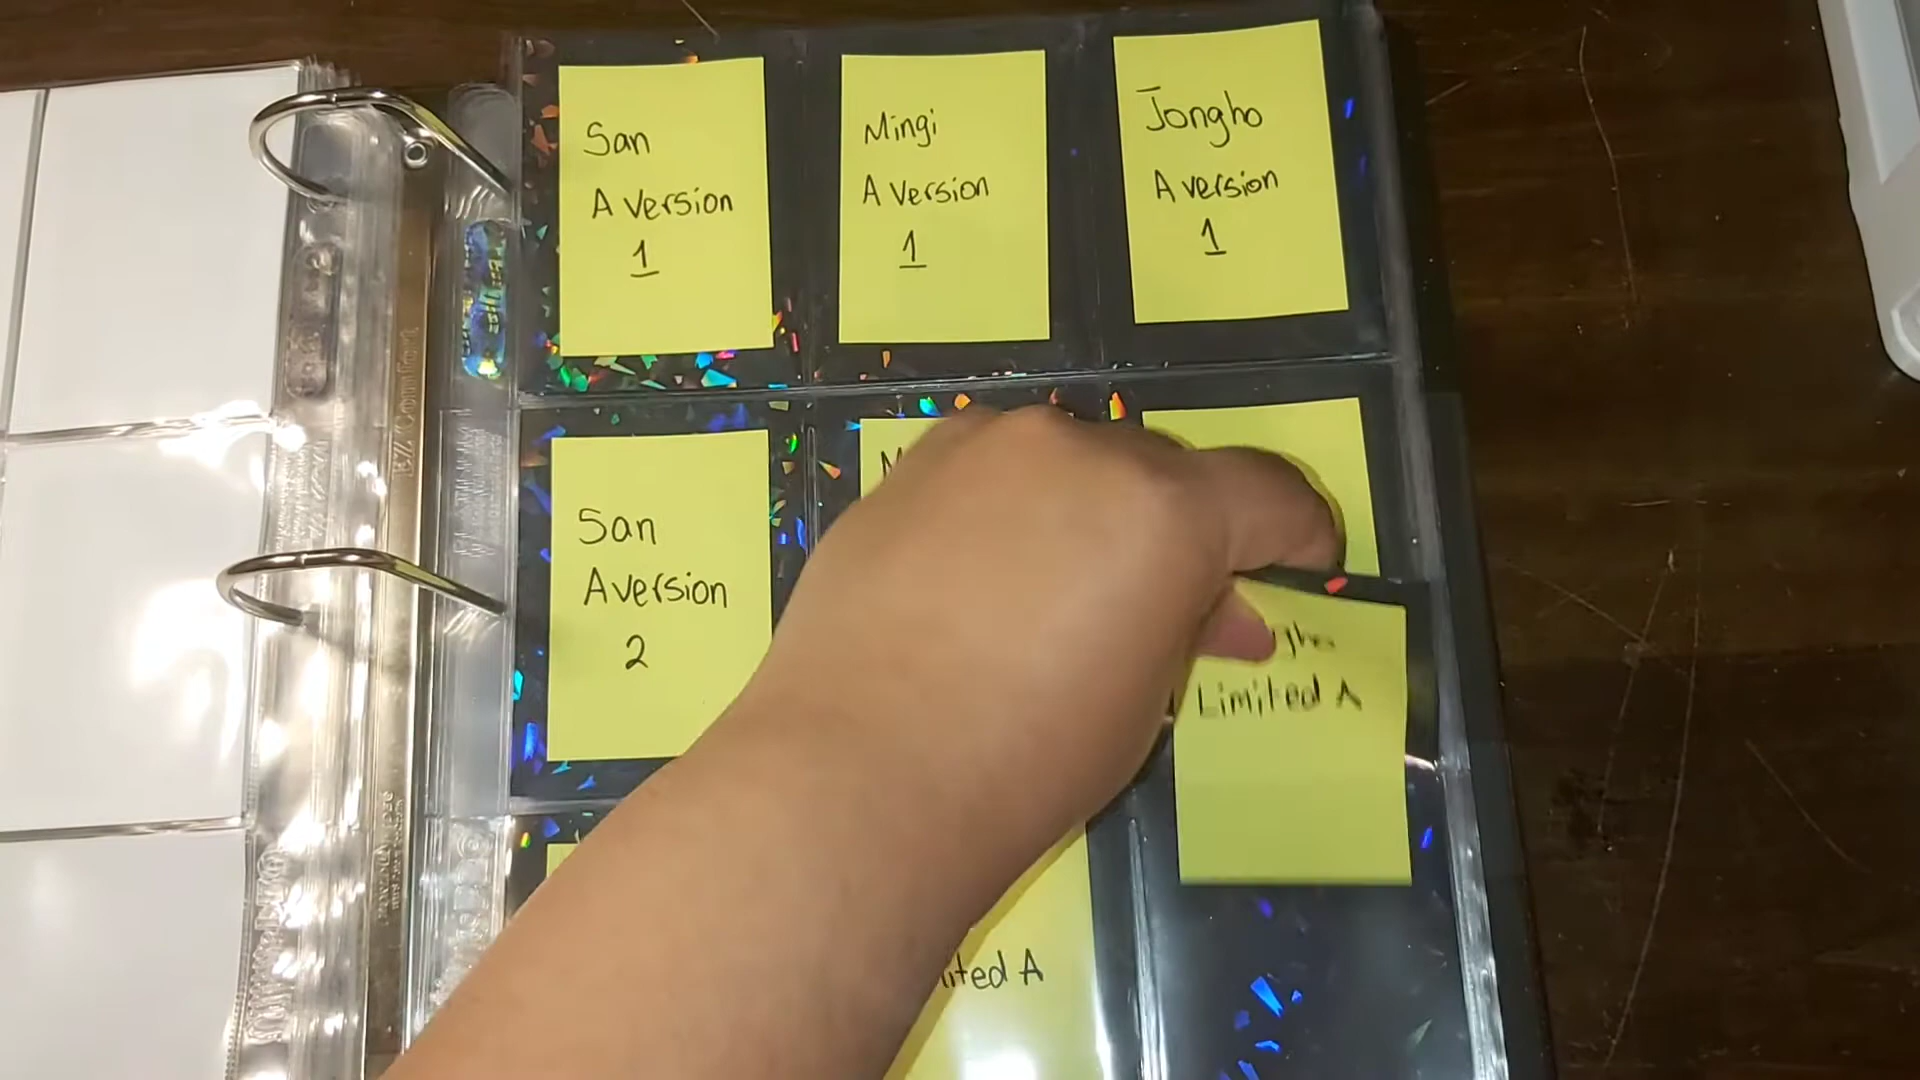 San
A Version
1
Mingi
A Version
1
Jongho
A version
1
San
A version
2
Limited A